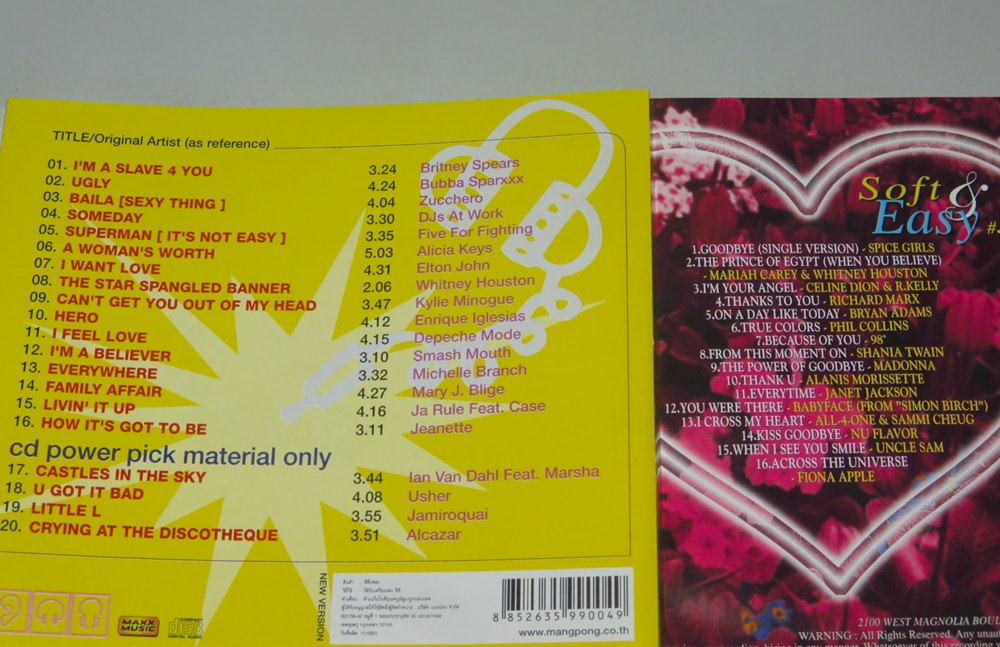 TITLE/Original Artist (as reference)
01. I'M A SLAVE 4 YOU 3.24 Britney Spears
02. UGLY 4.24 Bubba Sparxxx
03. BAILA [SEXY THING ] 4.04 Zucchero
04. SOMEDAY 3.30 DJs At Work
05. SUPERMAN [ IT'S NOT EASY ] 3.35 Five For Fighting
06. A WOMAN'S WORTH 5.03 Alicia Keys
07. I WANT LOVE 4.31 Elton John
08. THE STAR SPANGLED BANNER 2.06 Whitney Houston
09. CAN'T GET YOU OUT OF MY HEAD 3.47 Kylie Minogue
10. HERO 4.12 Enrique Iglesias
11. I FEEL LOVE 4.15 Depeche Mode
12. I'M A BELIEVER 3.10 Smash Mouth
13. EVERYWHERE 3.32 Michelle Branch
14. FAMILY AFFAIR 4.27 Mary J. Blige
15. LIVIN' IT UP 4.16 Ja Rule Feat. Case
16. HOW IT'S GOT TO BE 3.11 Jeanette
cd power pick material only
17. CASTLES IN THE SKY 3.44 Ian Van Dahl Feat. Marsha
18. U GOT IT BAD 4.08 Usher
19. LITTLE L 3.55 Jamiroquai
20. CRYING AT THE DISCOTHEQUE 3.51 Alcazar
MAXX MUSIC
COMPACT disc DIGITAL AUDIO
NEW VERSION
8 852635 990049
www.mangpong.co.th
Soft &
Easy #.
1.GOODBYE (SINGLE VERSION) - SPICE GIRLS
2.THE PRINCE OF EGYPT (WHEN YOU BELIEVE)
- MARIAH CAREY & WHITNEY HOUSTON
3.I'M YOUR ANGEL - CELINE DION & R.KELLY
4.THANKS TO YOU - RICHARD MARX
5.ON A DAY LIKE TODAY - BRYAN ADAMS
6.TRUE COLORS - PHIL COLLINS
7.BECAUSE OF YOU - 98°
8.FROM THIS MOMENT ON - SHANIA TWAIN
9.THE POWER OF GOODBYE - MADONNA
10.THANK U - ALANIS MORISSETTE
11.EVERYTIME - JANET JACKSON
12.YOU WERE THERE - BABYFACE (FROM "SIMON BIRCH")
13.I CROSS MY HEART - ALL-4-ONE & SAMMI CHEUG
14.KISS GOODBYE - NU FLAVOR
15.WHEN I SEE YOU SMILE - UNCLE SAM
16.ACROSS THE UNIVERSE
- FIONA APPLE
2100 WEST MAGNOLIA BOUL
WARNING : All Rights Reserved. Any unau